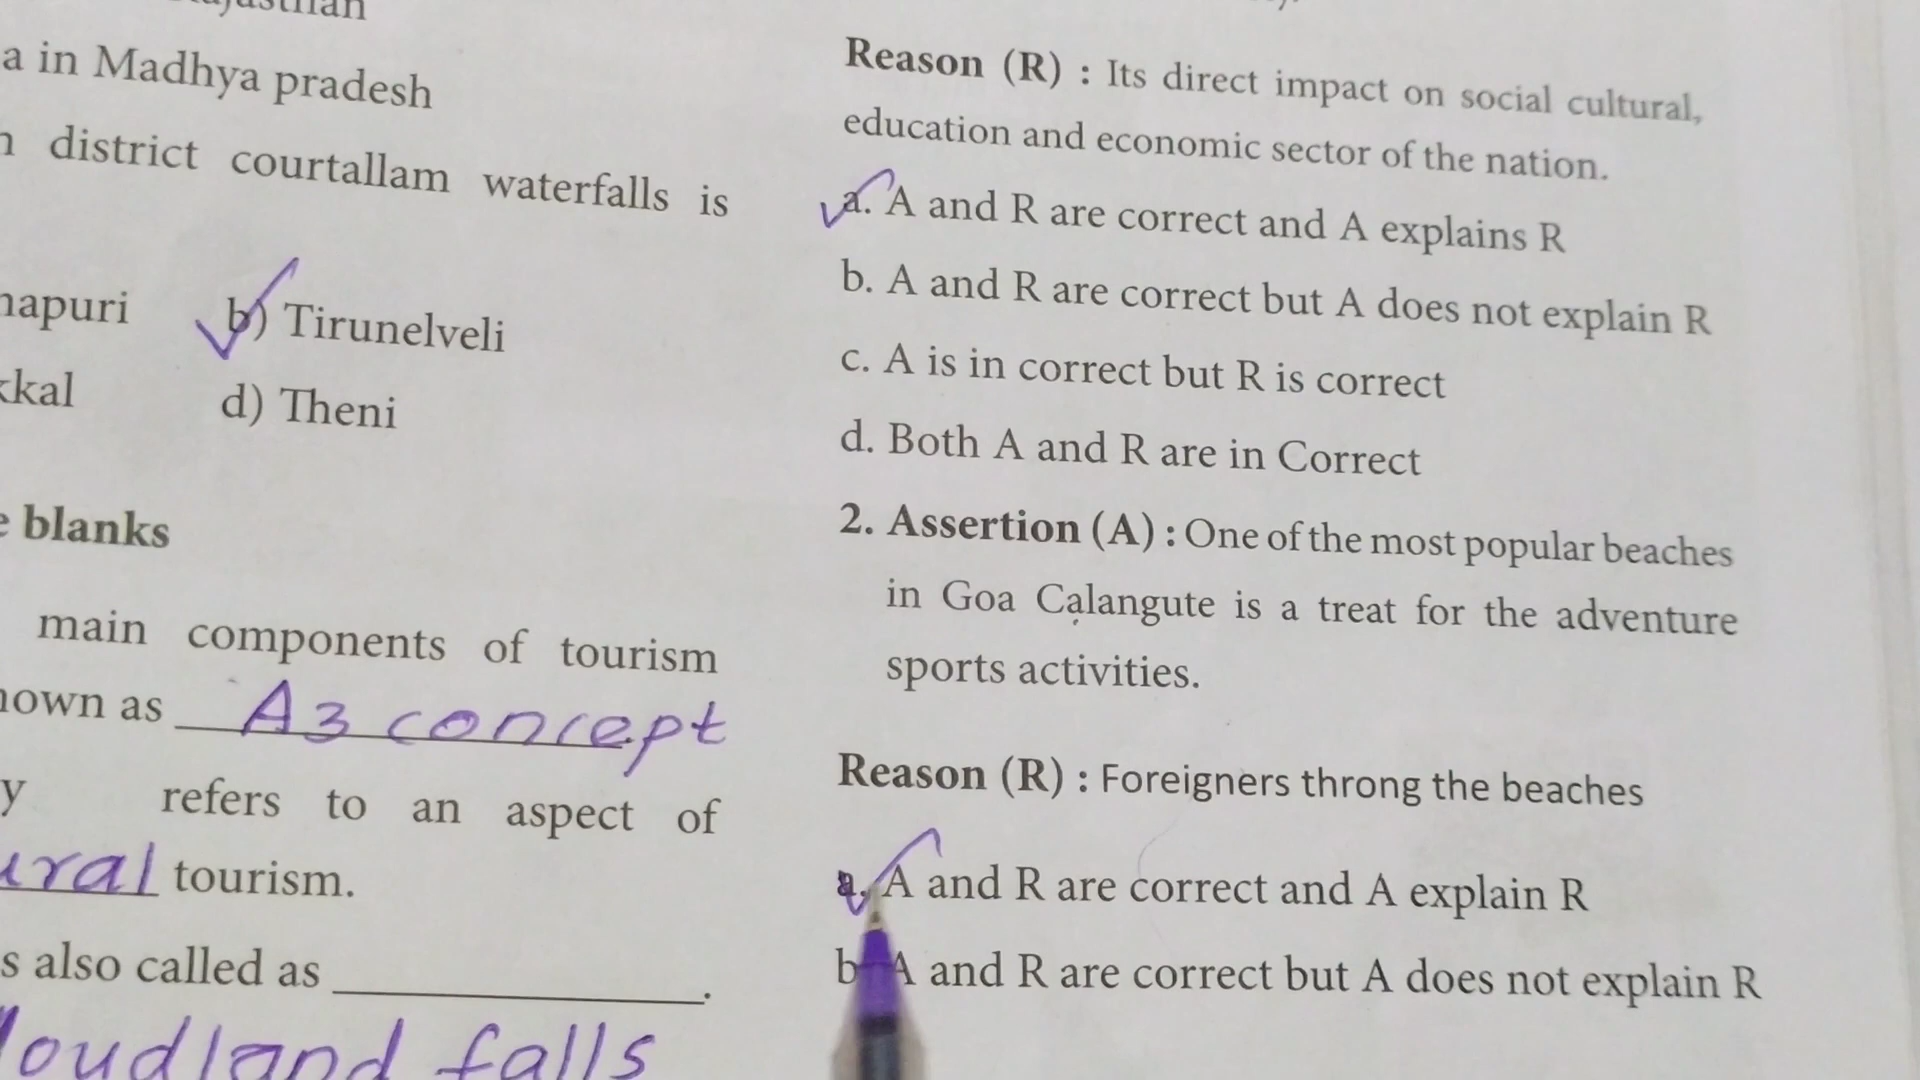 a in Madhya pradesh
district courtallam waterfalls is
b) Tirunelveli
d) Theni
blanks
main components of tourism
as A3 concept
refers to an aspect of
tourism.
also called as ____________.
falls
Reason (R) : Its direct impact on social cultural,
education and economic sector of the nation.
a. A and R are correct and A explains R
b. A and R are correct but A does not explain R
c. A is in correct but R is correct
d. Both A and R are in Correct
2. Assertion (A) : One of the most popular beaches
in Goa Calangute is a treat for the adventure
sports activities.
Reason (R) : Foreigners throng the beaches
a. A and R are correct and A explain R
b A and R are correct but A does not explain R